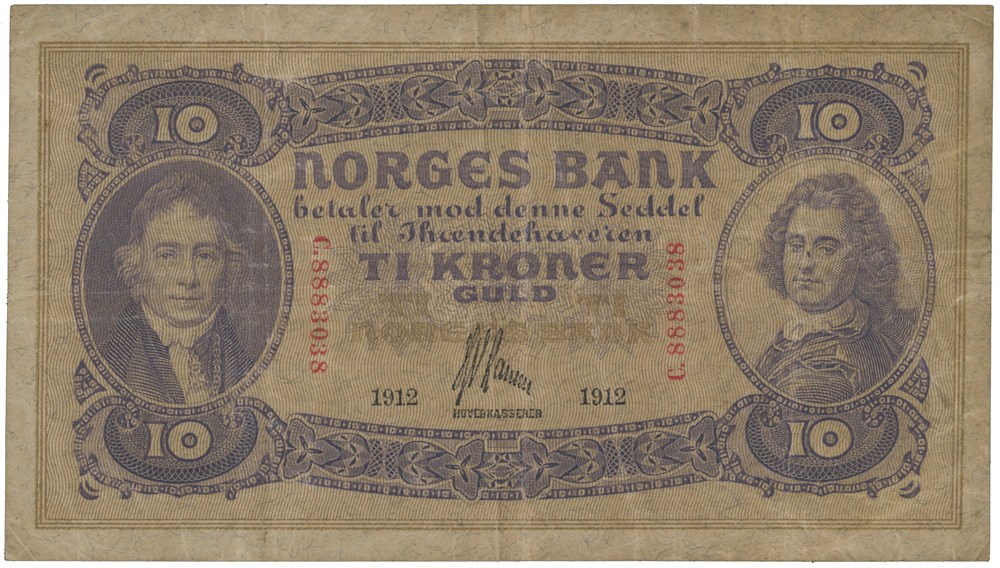 10 10
NORGES BANK
betaler mod denne Seddel
til Ihændehaveren
TI KRONER
GULD
C.8883038
C.8883038
1912 1912
HOVEDKASSERER
10 10